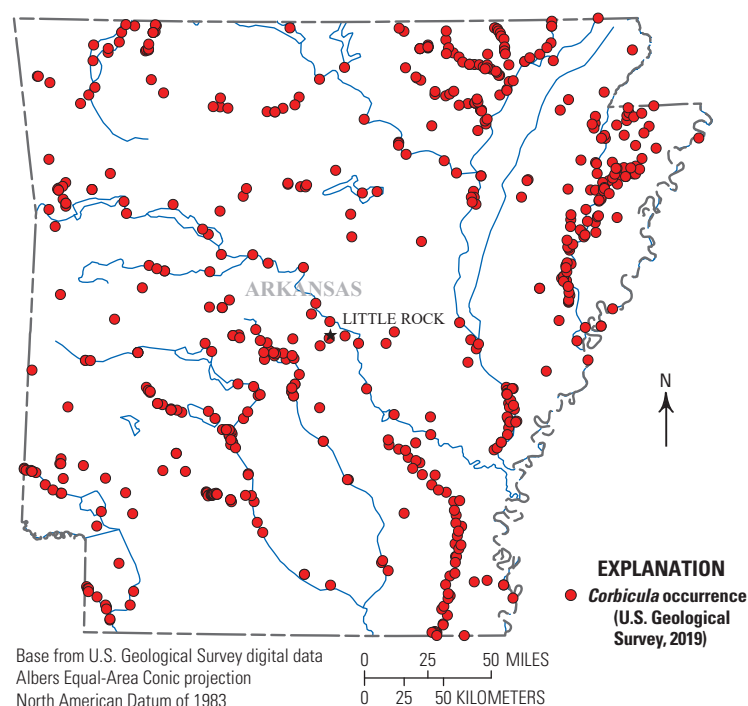 ARKANSAS
LITTLE ROCK
N
EXPLANATION
Corbicula occurrence
(U.S. Geological
Survey, 2019)
Base from U.S. Geological Survey digital data
Albers Equal-Area Conic projection
North American Datum of 1983
0 25 50 MILES
0 25 50 KILOMETERS